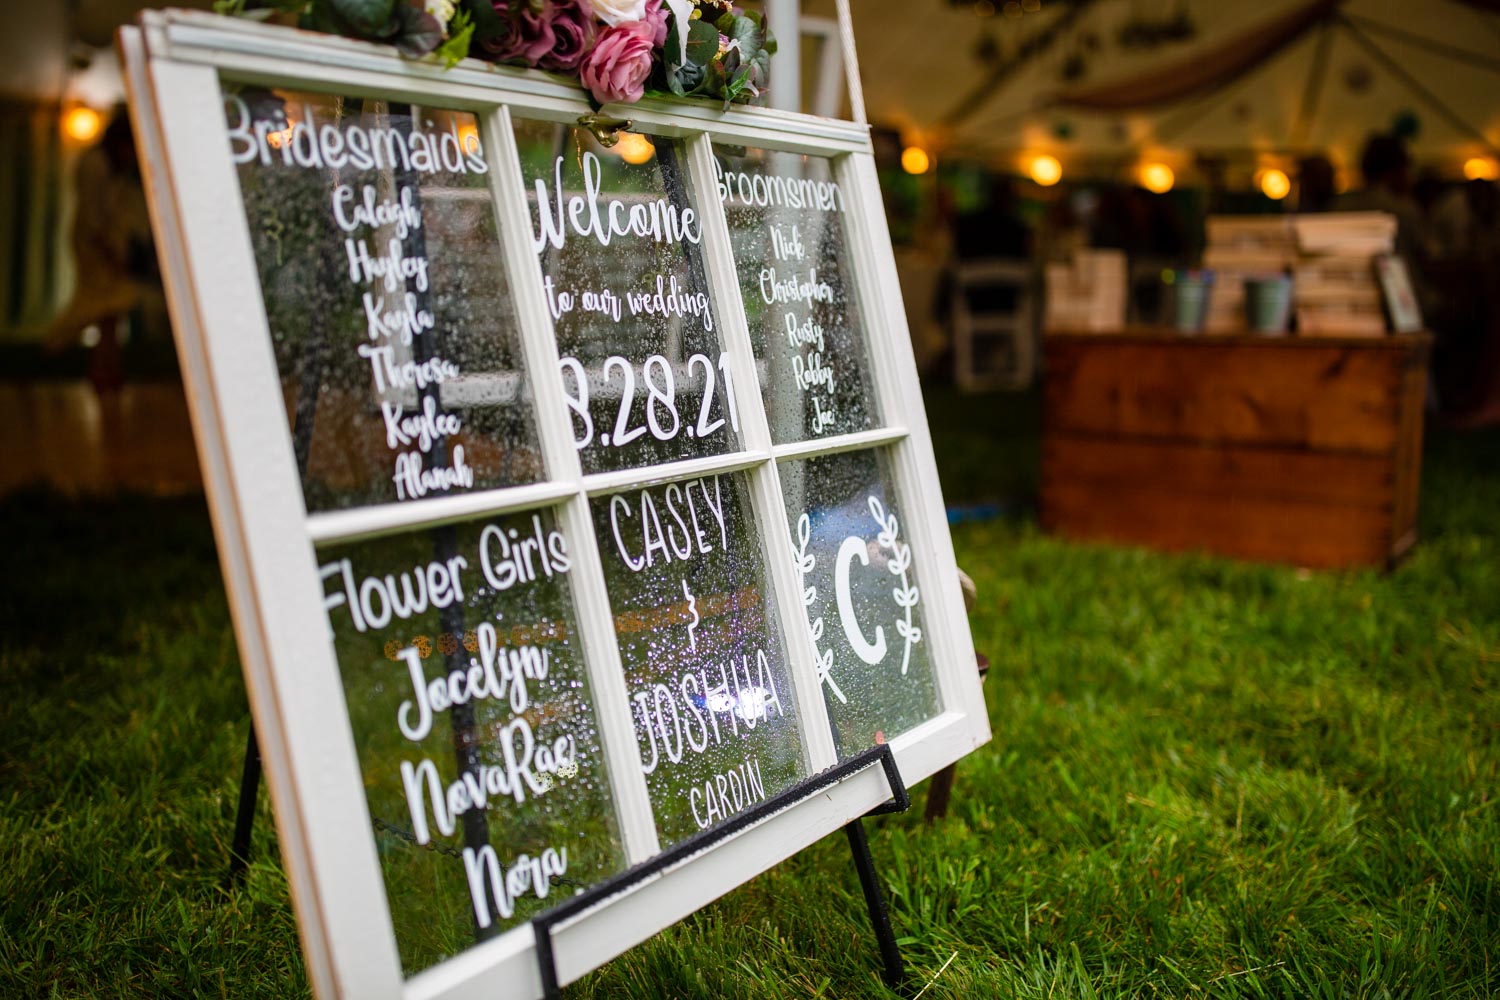 Bridesmaids
Caleigh
Hayley
Kayla
Theresa
Kaylee
Alanah
Welcome
to our wedding
8.28.21
Groomsmen
Nick
Christopher
Rusty
Robby
Joe
Flower Girls
Jocelyn
NovaRae
Nora
CASEY
&
JOSHUA
CARDIN
C